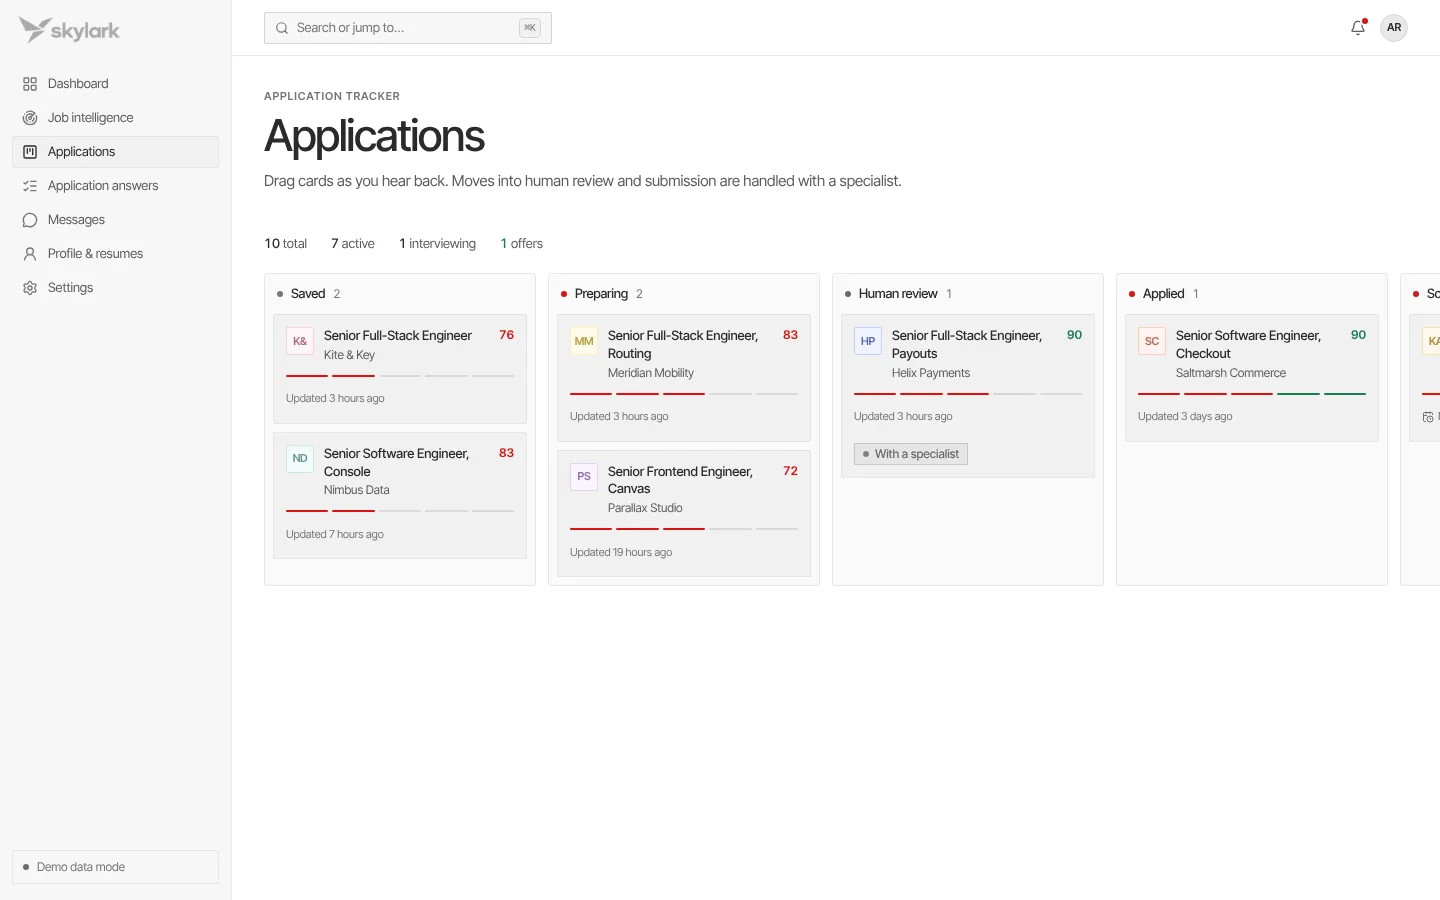 skylark
Search or jump to...
⌘K
AR
Dashboard
Job intelligence
Applications
Application answers
Messages
Profile & resumes
Settings
Demo data mode
APPLICATION TRACKER
Applications
Drag cards as you hear back. Moves into human review and submission are handled with a specialist.
10 total 7 active 1 interviewing 1 offers
Saved 2
K& Senior Full-Stack Engineer 76
Kite & Key
Updated 3 hours ago
ND Senior Software Engineer, 83
Console
Nimbus Data
Updated 7 hours ago
Preparing 2
MM Senior Full-Stack Engineer, 83
Routing
Meridian Mobility
Updated 3 hours ago
PS Senior Frontend Engineer, 72
Canvas
Parallax Studio
Updated 19 hours ago
Human review 1
HP Senior Full-Stack Engineer, 90
Payouts
Helix Payments
Updated 3 hours ago
With a specialist
Applied 1
SC Senior Software Engineer, 90
Checkout
Saltmarsh Commerce
Updated 3 days ago